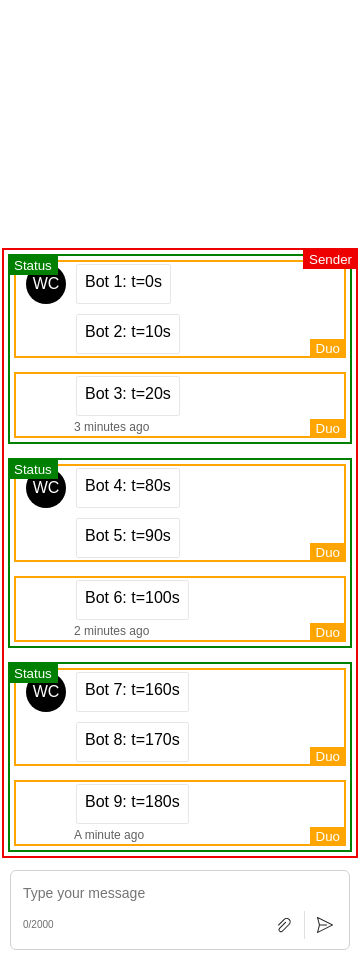 Sender
Status
WC
Bot 1: t=0s
Bot 2: t=10s
Duo
Bot 3: t=20s
3 minutes ago
Duo
Status
WC
Bot 4: t=80s
Bot 5: t=90s
Duo
Bot 6: t=100s
2 minutes ago
Duo
Status
WC
Bot 7: t=160s
Bot 8: t=170s
Duo
Bot 9: t=180s
A minute ago
Duo
Type your message
0/2000